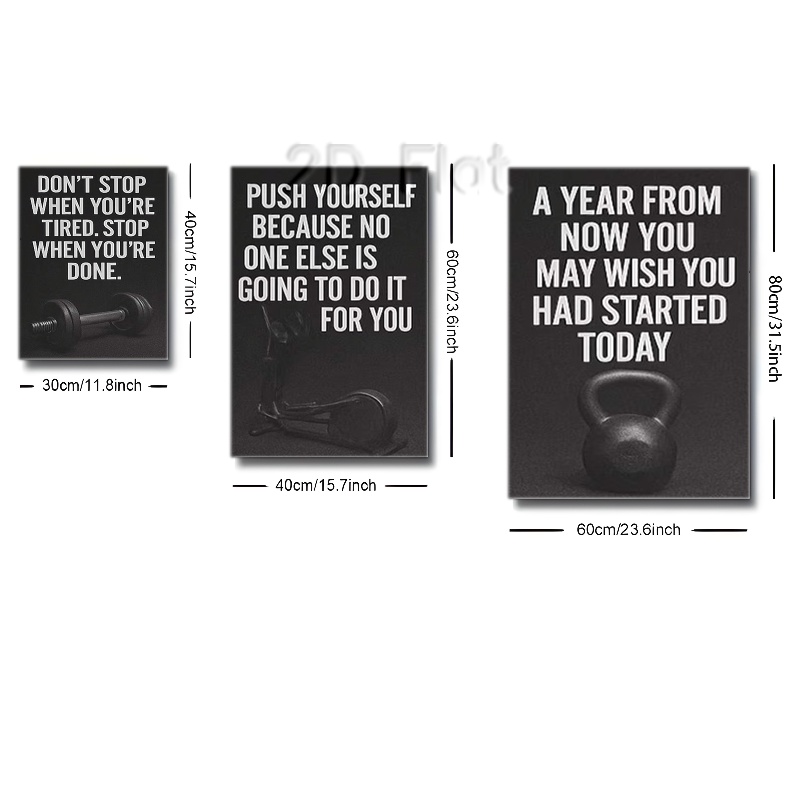 2D Flat
DON'T STOP
WHEN YOU'RE
TIRED. STOP
WHEN YOU'RE
DONE.
40cm/15.7inch
30cm/11.8inch
PUSH YOURSELF
BECAUSE NO
ONE ELSE IS
GOING TO DO IT
FOR YOU
60cm/23.6inch
40cm/15.7inch
A YEAR FROM
NOW YOU
MAY WISH YOU
HAD STARTED
TODAY
80cm/31.5inch
60cm/23.6inch